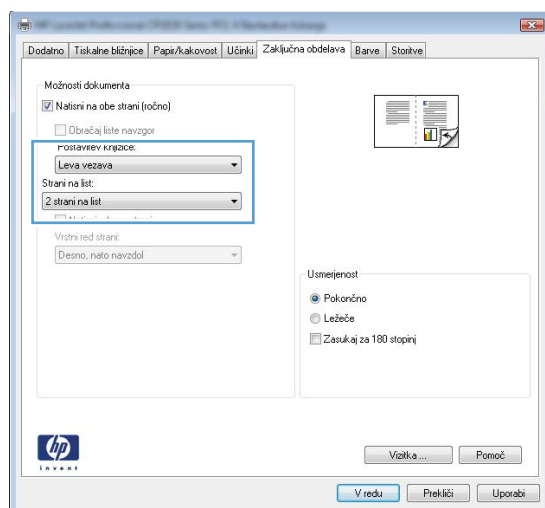 Dodatno Tiskalne bližnjice Papir/kakovost Učinki Zaključna obdelava Barve Storitve
Možnosti dokumenta
Natisni na obe strani (ročno)
Obračaj liste navzgor
Postavitev knjižice:
Leva vezava
Strani na list:
2 strani na list
Vrstni red strani:
Desno, nato navzdol
Usmerjenost
Pokončno
Ležeče
Zasukaj za 180 stopinj
hp
invent
Vizitka ... Pomoč
V redu Prekliči Uporabi